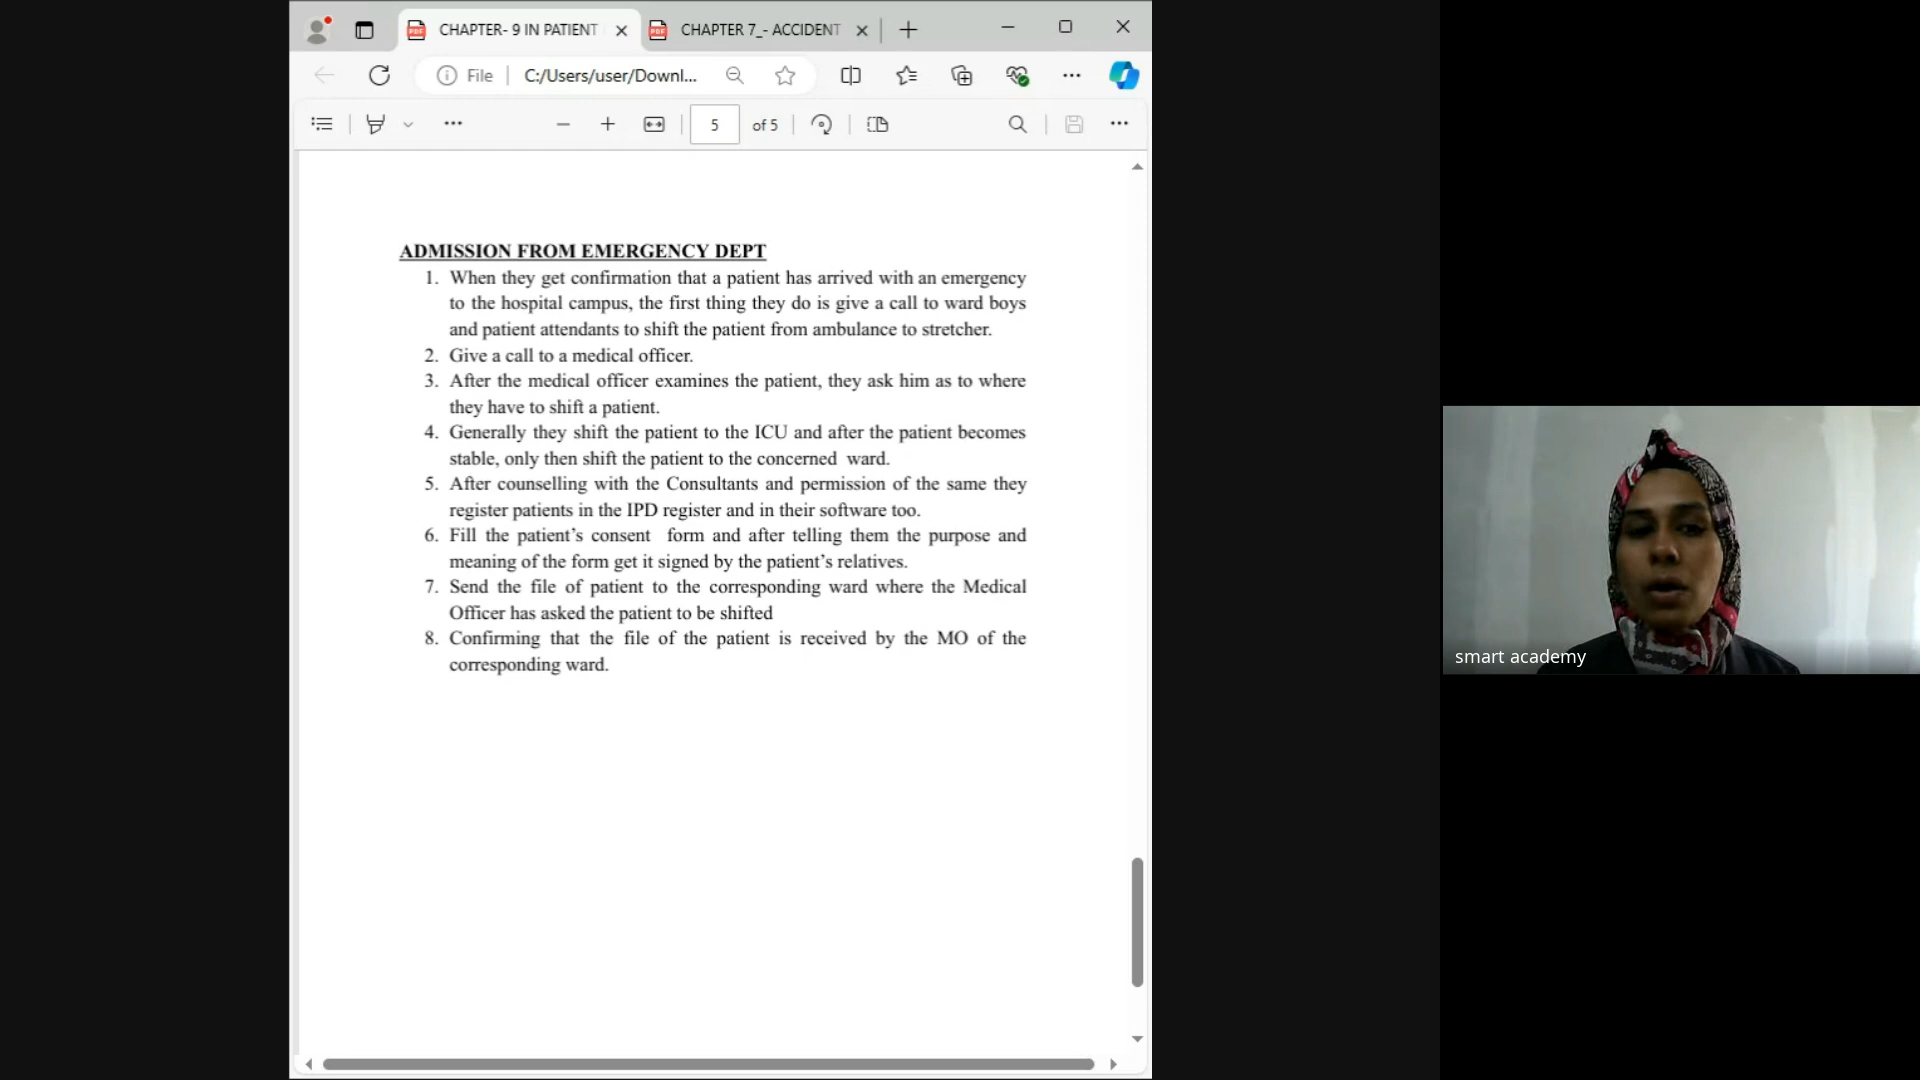 CHAPTER- 9 IN PATIENT
CHAPTER 7_- ACCIDENT
File
C:/Users/user/Downl...
5
of 5
ADMISSION FROM EMERGENCY DEPT
1. When they get confirmation that a patient has arrived with an emergency
to the hospital campus, the first thing they do is give a call to ward boys
and patient attendants to shift the patient from ambulance to stretcher.
2. Give a call to a medical officer.
3. After the medical officer examines the patient, they ask him as to where
they have to shift a patient.
4. Generally they shift the patient to the ICU and after the patient becomes
stable, only then shift the patient to the concerned ward.
5. After counselling with the Consultants and permission of the same they
register patients in the IPD register and in their software too.
6. Fill the patient’s consent form and after telling them the purpose and
meaning of the form get it signed by the patient’s relatives.
7. Send the file of patient to the corresponding ward where the Medical
Officer has asked the patient to be shifted
8. Confirming that the file of the patient is received by the MO of the
corresponding ward.
smart academy